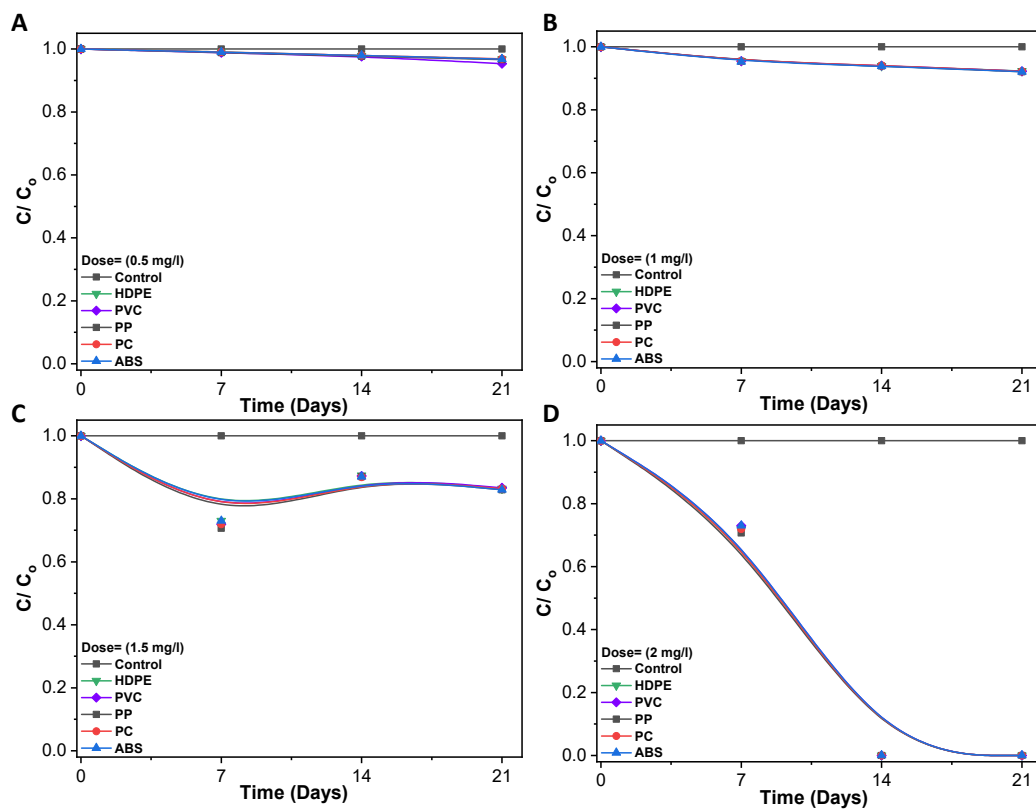 A
1.0
0.8
0.6
0.4
0.2
0.0
C/ Co
Dose= (0.5 mg/l)
Control
HDPE
PVC
PP
PC
ABS
0 7 14 21
Time (Days)
B
1.0
0.8
0.6
0.4
0.2
0.0
C/ Co
Dose= (1 mg/l)
Control
HDPE
PVC
PP
PC
ABS
0 7 14 21
Time (Days)
C
1.0
0.8
0.6
0.4
0.2
0.0
C/ Co
Dose= (1.5 mg/l)
Control
HDPE
PVC
PP
PC
ABS
0 7 14 21
Time (Days)
D
1.0
0.8
0.6
0.4
0.2
0.0
C/ Co
Dose= (2 mg/l)
Control
HDPE
PVC
PP
PC
ABS
0 7 14 21
Time (Days)